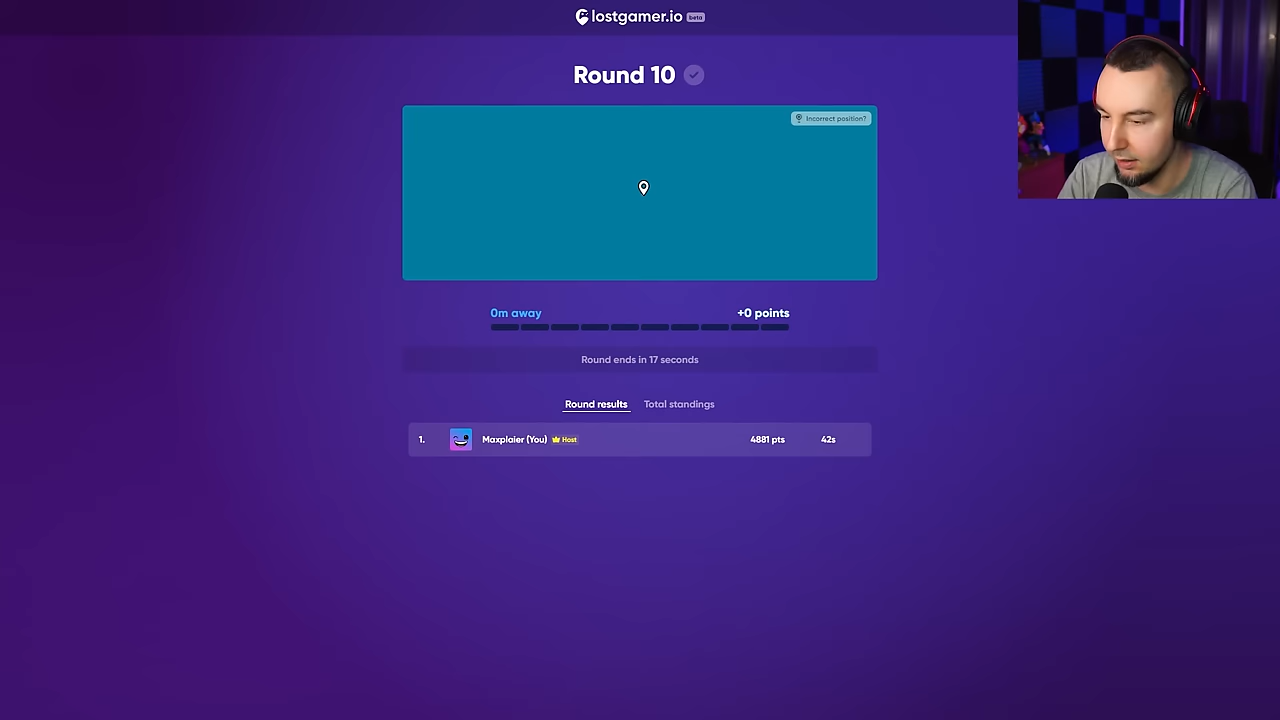 lostgamer.io beta
Round 10
Incorrect position?
0m away +0 points
Round ends in 17 seconds
Round results Total standings
1. Maxplaier (You) Host 4881 pts 42s